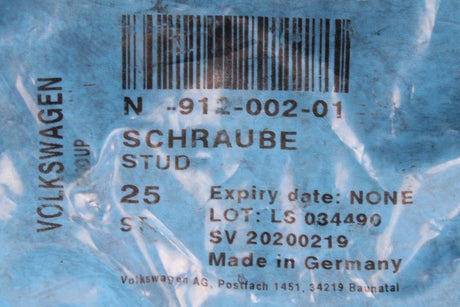 VOLKSWAGEN
N -912-002-01
SCHRAUBE
STUD
25 Expiry date: NONE
ST LOT: LS 034490
SV 20200219
Made in Germany
Volkswagen AG, Postfach 1451, 34219 Baunatal